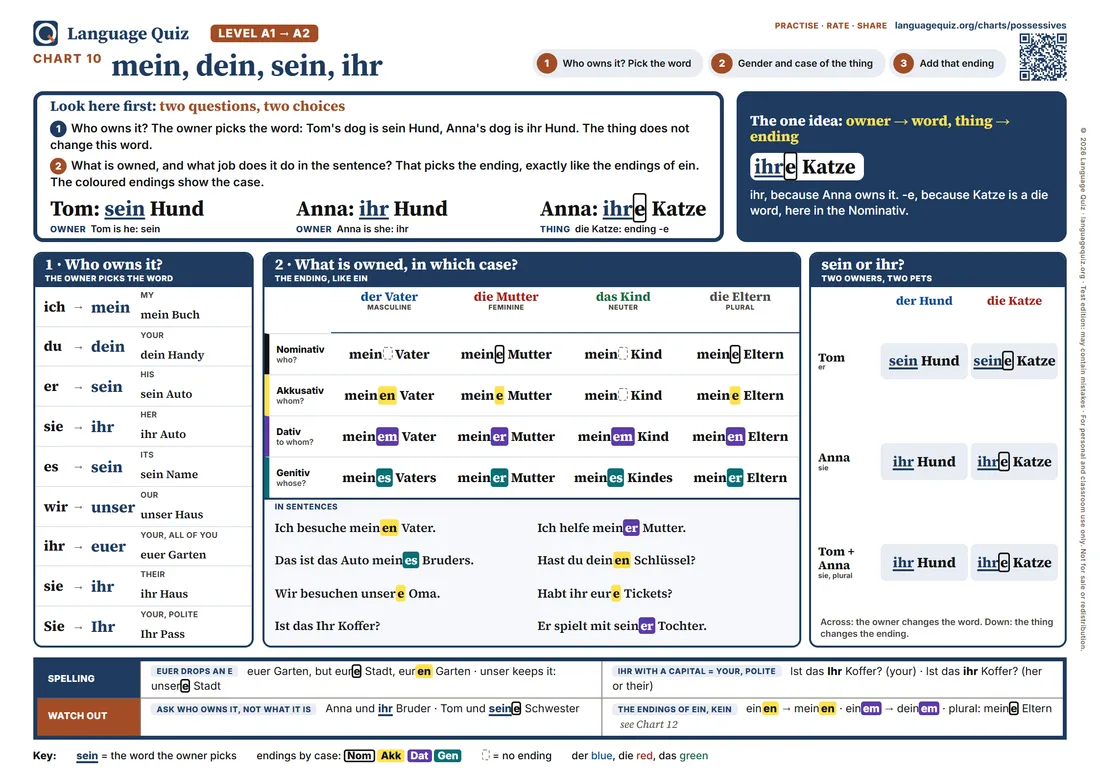 Language Quiz
LEVEL A1 → A2
CHART 10
mein, dein, sein, ihr
PRACTISE · RATE · SHARE languagequiz.org/charts/possessives
1 Who owns it? Pick the word
2 Gender and case of the thing
3 Add that ending
Look here first: two questions, two choices
1 Who owns it? The owner picks the word: Tom's dog is sein Hund, Anna's dog is ihr Hund. The thing does not
change this word.
2 What is owned, and what job does it do in the sentence? That picks the ending, exactly like the endings of ein.
The coloured endings show the case.
Tom: sein Hund
OWNER Tom is he: sein
Anna: ihr Hund
OWNER Anna is she: ihr
Anna: ihre Katze
THING die Katze: ending -e
The one idea: owner → word, thing →
ending
ihre Katze
ihr, because Anna owns it. -e, because Katze is a die
word, here in the Nominativ.
1 · Who owns it?
THE OWNER PICKS THE WORD
ich → mein MY mein Buch
du → dein YOUR dein Handy
er → sein HIS sein Auto
sie → ihr HER ihr Auto
es → sein ITS sein Name
wir → unser OUR unser Haus
ihr → euer YOUR, ALL OF YOU euer Garten
sie → ihr THEIR ihr Haus
Sie → Ihr YOUR, POLITE Ihr Pass
2 · What is owned, in which case?
THE ENDING, LIKE EIN
der Vater die Mutter das Kind die Eltern
MASCULINE FEMININE NEUTER PLURAL
Nominativ who? mein Vater meine Mutter mein Kind meine Eltern
Akkusativ whom? meinen Vater meine Mutter mein Kind meine Eltern
Dativ to whom? meinem Vater meiner Mutter meinem Kind meinen Eltern
Genitiv whose? meines Vaters meiner Mutter meines Kindes meiner Eltern
IN SENTENCES
Ich besuche meinen Vater. Ich helfe meiner Mutter.
Das ist das Auto meines Bruders. Hast du deinen Schlüssel?
Wir besuchen unsere Oma. Habt ihr eure Tickets?
Ist das Ihr Koffer? Er spielt mit seiner Tochter.
sein or ihr?
TWO OWNERS, TWO PETS
der Hund die Katze
Tom er sein Hund seine Katze
Anna sie ihr Hund ihre Katze
Tom + Anna sie, plural ihr Hund ihre Katze
Across: the owner changes the word. Down: the thing
changes the ending.
SPELLING
EUER DROPS AN E euer Garten, but eure Stadt, euren Garten · unser keeps it:
unsere Stadt
IHR WITH A CAPITAL = YOUR, POLITE Ist das Ihr Koffer? (your) · Ist das ihr Koffer? (her
or their)
WATCH OUT
ASK WHO OWNS IT, NOT WHAT IT IS Anna und ihr Bruder · Tom und seine Schwester
THE ENDINGS OF EIN, KEIN einen → meinen · einem → deinem · plural: meine Eltern
see Chart 12
Key: sein = the word the owner picks endings by case: Nom Akk Dat Gen = no ending der blue, die red, das green
© 2026 Language Quiz · languagequiz.org · Test edition: may contain mistakes · For personal and classroom use only. Not for sale or redistribution.